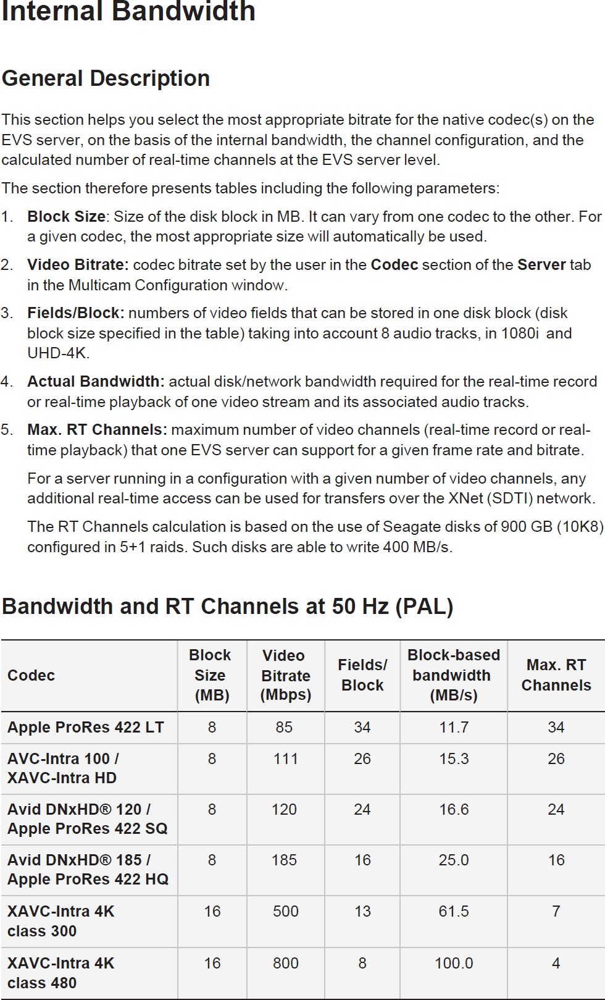 Internal Bandwidth
General Description
This section helps you select the most appropriate bitrate for the native codec(s) on the
EVS server, on the basis of the internal bandwidth, the channel configuration, and the
calculated number of real-time channels at the EVS server level.
The section therefore presents tables including the following parameters:
1. Block Size: Size of the disk block in MB. It can vary from one codec to the other. For
a given codec, the most appropriate size will automatically be used.
2. Video Bitrate: codec bitrate set by the user in the Codec section of the Server tab
in the Multicam Configuration window.
3. Fields/Block: numbers of video fields that can be stored in one disk block (disk
block size specified in the table) taking into account 8 audio tracks, in 1080i and
UHD-4K.
4. Actual Bandwidth: actual disk/network bandwidth required for the real-time record
or real-time playback of one video stream and its associated audio tracks.
5. Max. RT Channels: maximum number of video channels (real-time record or real-
time playback) that one EVS server can support for a given frame rate and bitrate.
For a server running in a configuration with a given number of video channels, any
additional real-time access can be used for transfers over the XNet (SDTI) network.
The RT Channels calculation is based on the use of Seagate disks of 900 GB (10K8)
configured in 5+1 raids. Such disks are able to write 400 MB/s.
Bandwidth and RT Channels at 50 Hz (PAL)
Codec
Block
Size
(MB)
Video
Bitrate
(Mbps)
Fields/
Block
Block-based
bandwidth
(MB/s)
Max. RT
Channels
Apple ProRes 422 LT 8 85 34 11.7 34
AVC-Intra 100 / 8 111 26 15.3 26
XAVC-Intra HD
Avid DNxHD® 120 / 8 120 24 16.6 24
Apple ProRes 422 SQ
Avid DNxHD® 185 / 8 185 16 25.0 16
Apple ProRes 422 HQ
XAVC-Intra 4K 16 500 13 61.5 7
class 300
XAVC-Intra 4K 16 800 8 100.0 4
class 480